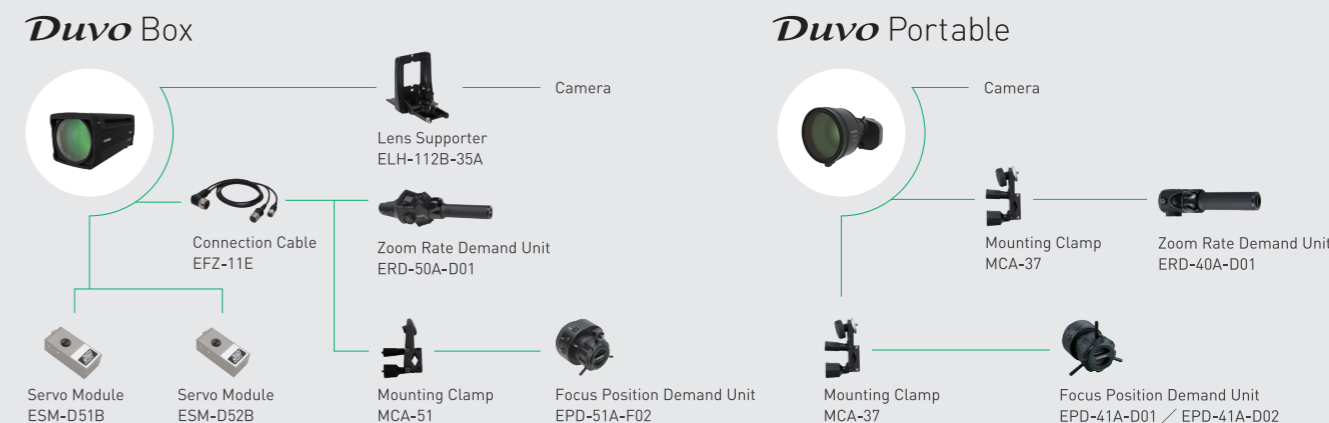 Duvo Box
Camera
Lens Supporter
ELH-112B-35A
Connection Cable
EFZ-11E
Zoom Rate Demand Unit
ERD-50A-D01
Servo Module
ESM-D51B
Servo Module
ESM-D52B
Mounting Clamp
MCA-51
Focus Position Demand Unit
EPD-51A-F02
Duvo Portable
Camera
Mounting Clamp
MCA-37
Zoom Rate Demand Unit
ERD-40A-D01
Mounting Clamp
MCA-37
Focus Position Demand Unit
EPD-41A-D01 ／ EPD-41A-D02